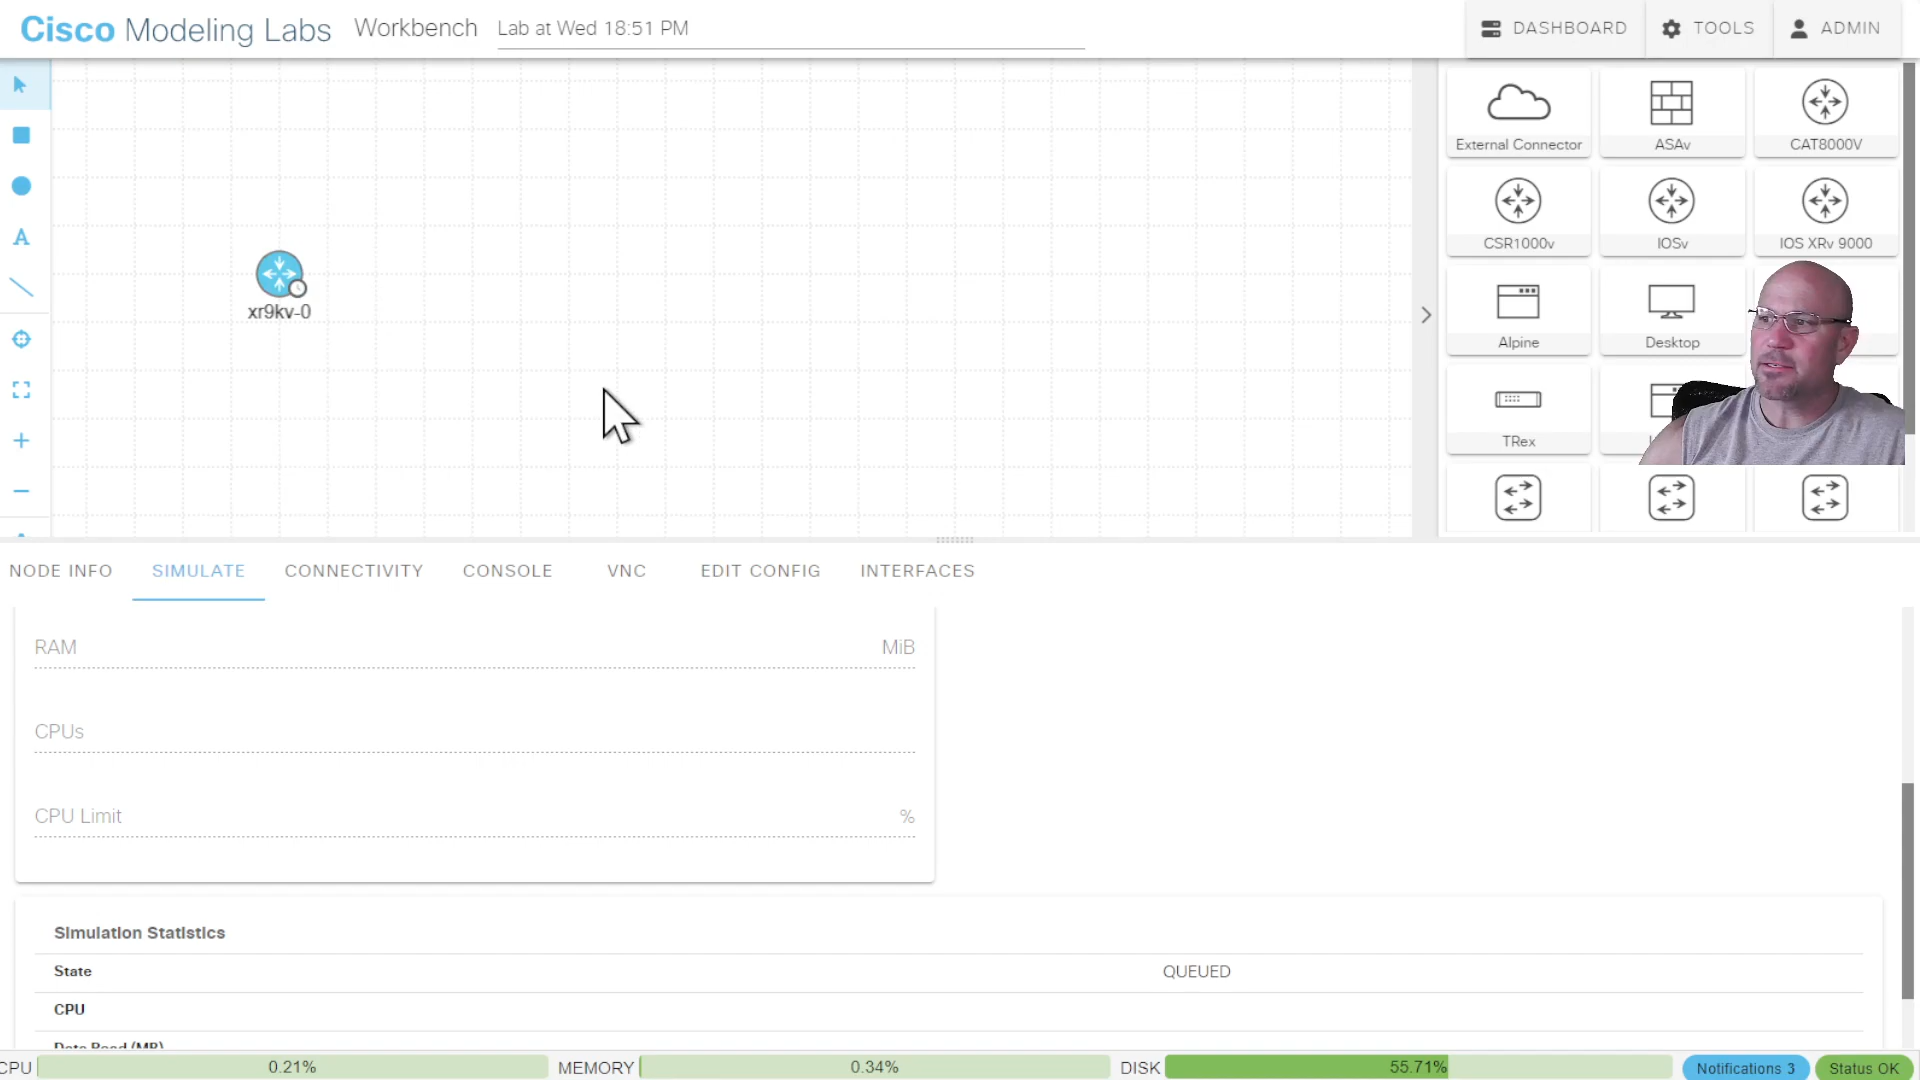 Cisco Modeling Labs Workbench Lab at Wed 18:51 PM
DASHBOARD TOOLS ADMIN
External Connector ASAv CAT8000V
CSR1000v IOSv IOS XRv 9000
xr9kv-0
Alpine Desktop
TRex
NODE INFO SIMULATE CONNECTIVITY CONSOLE VNC EDIT CONFIG INTERFACES
RAM MiB
CPUs
CPU Limit %
Simulation Statistics
State QUEUED
CPU
Data Read (MB)
CPU 0.21% MEMORY 0.34% DISK 55.71% Notifications 3 Status OK